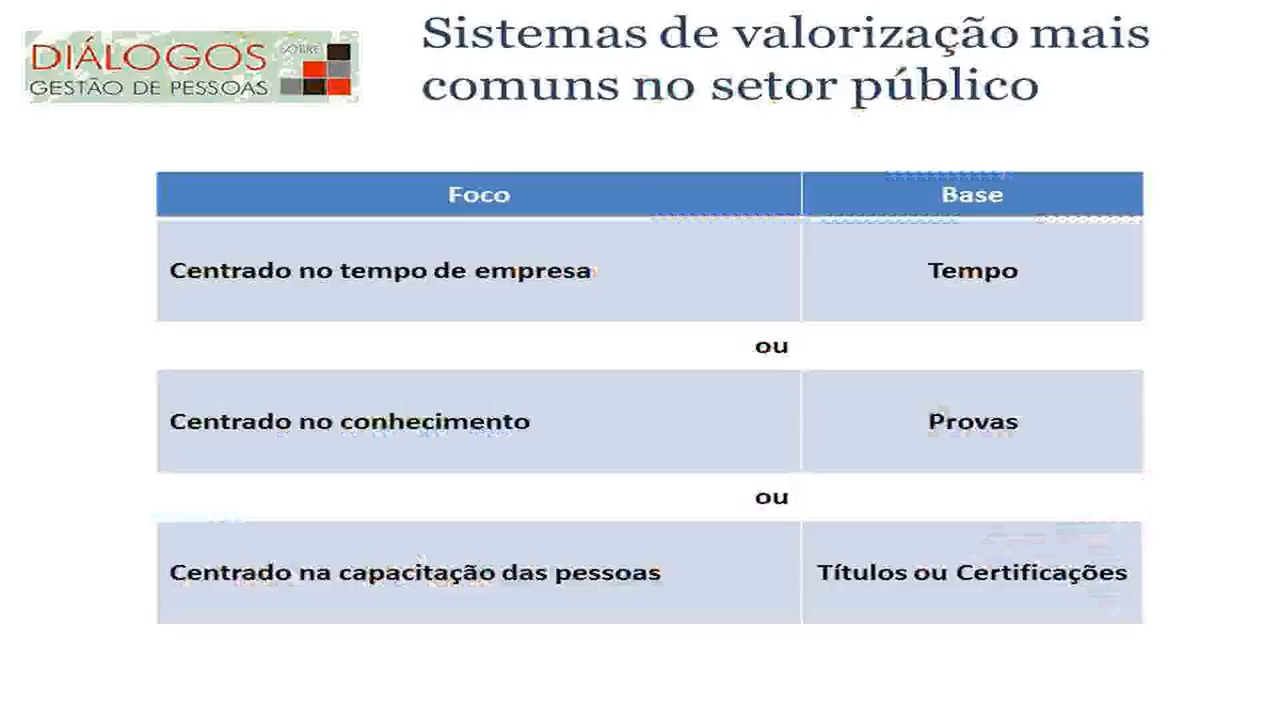 DIÁLOGOS SOBRE
GESTÃO DE PESSOAS
Sistemas de valorização mais
comuns no setor público
Foco Base
Centrado no tempo de empresa Tempo
ou
Centrado no conhecimento Provas
ou
Centrado na capacitação das pessoas Títulos ou Certificações